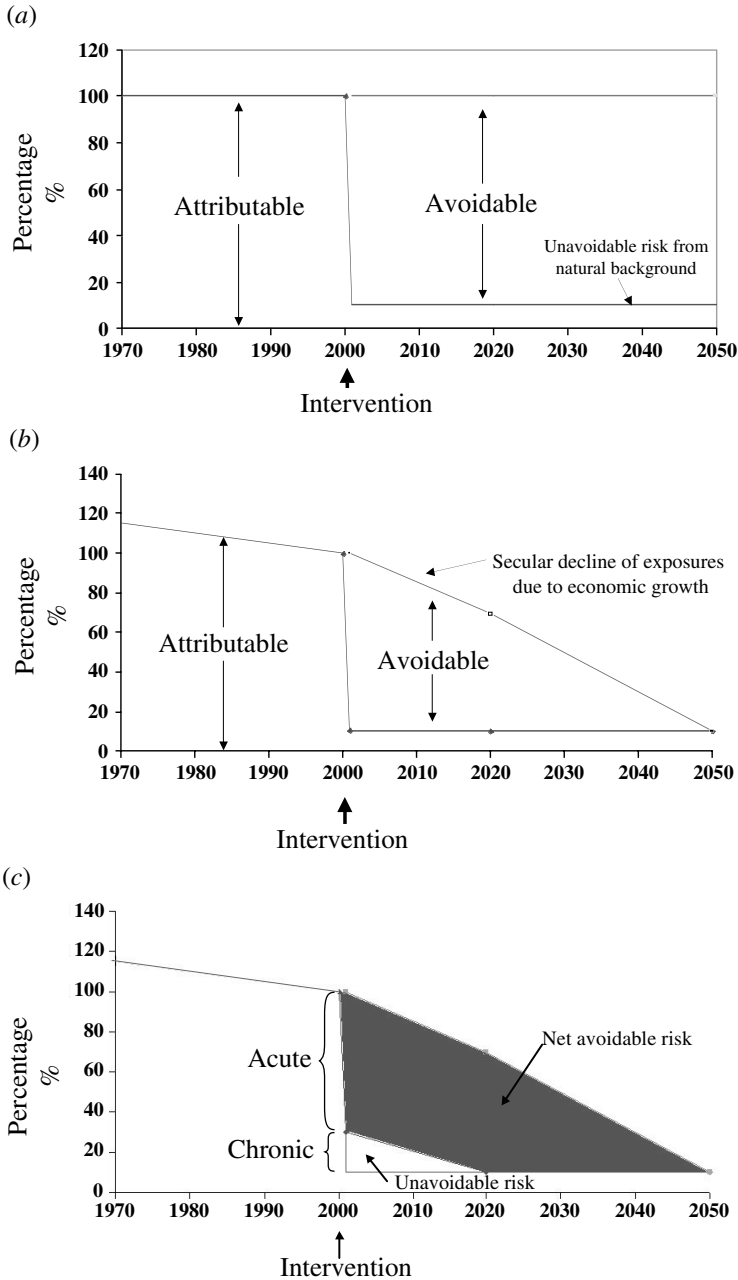 (a)
120
100
80
60
40
20
0
Percentage
%
Attributable
Avoidable
Unavoidable risk from
natural background
1970 1980 1990 2000 2010 2020 2030 2040 2050
Intervention
(b)
140
120
100
80
60
40
20
0
Percentage
%
Secular decline of exposures
due to economic growth
Attributable
Avoidable
1970 1980 1990 2000 2010 2020 2030 2040 2050
Intervention
(c)
140
120
100
80
60
40
20
0
Percentage
%
Net avoidable risk
Acute
Chronic
Unavoidable risk
1970 1980 1990 2000 2010 2020 2030 2040 2050
Intervention